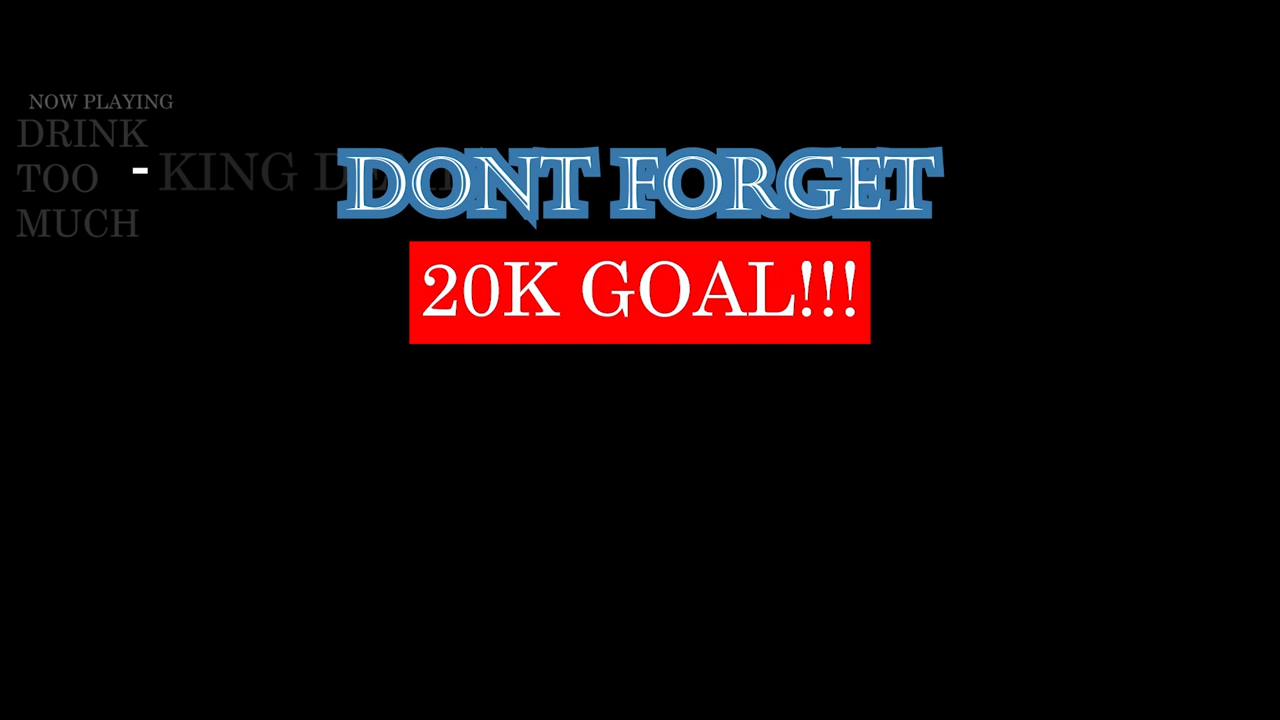 NOW PLAYING
DRINK
TOO
MUCH
- KING
DONT FORGET
20K GOAL!!!